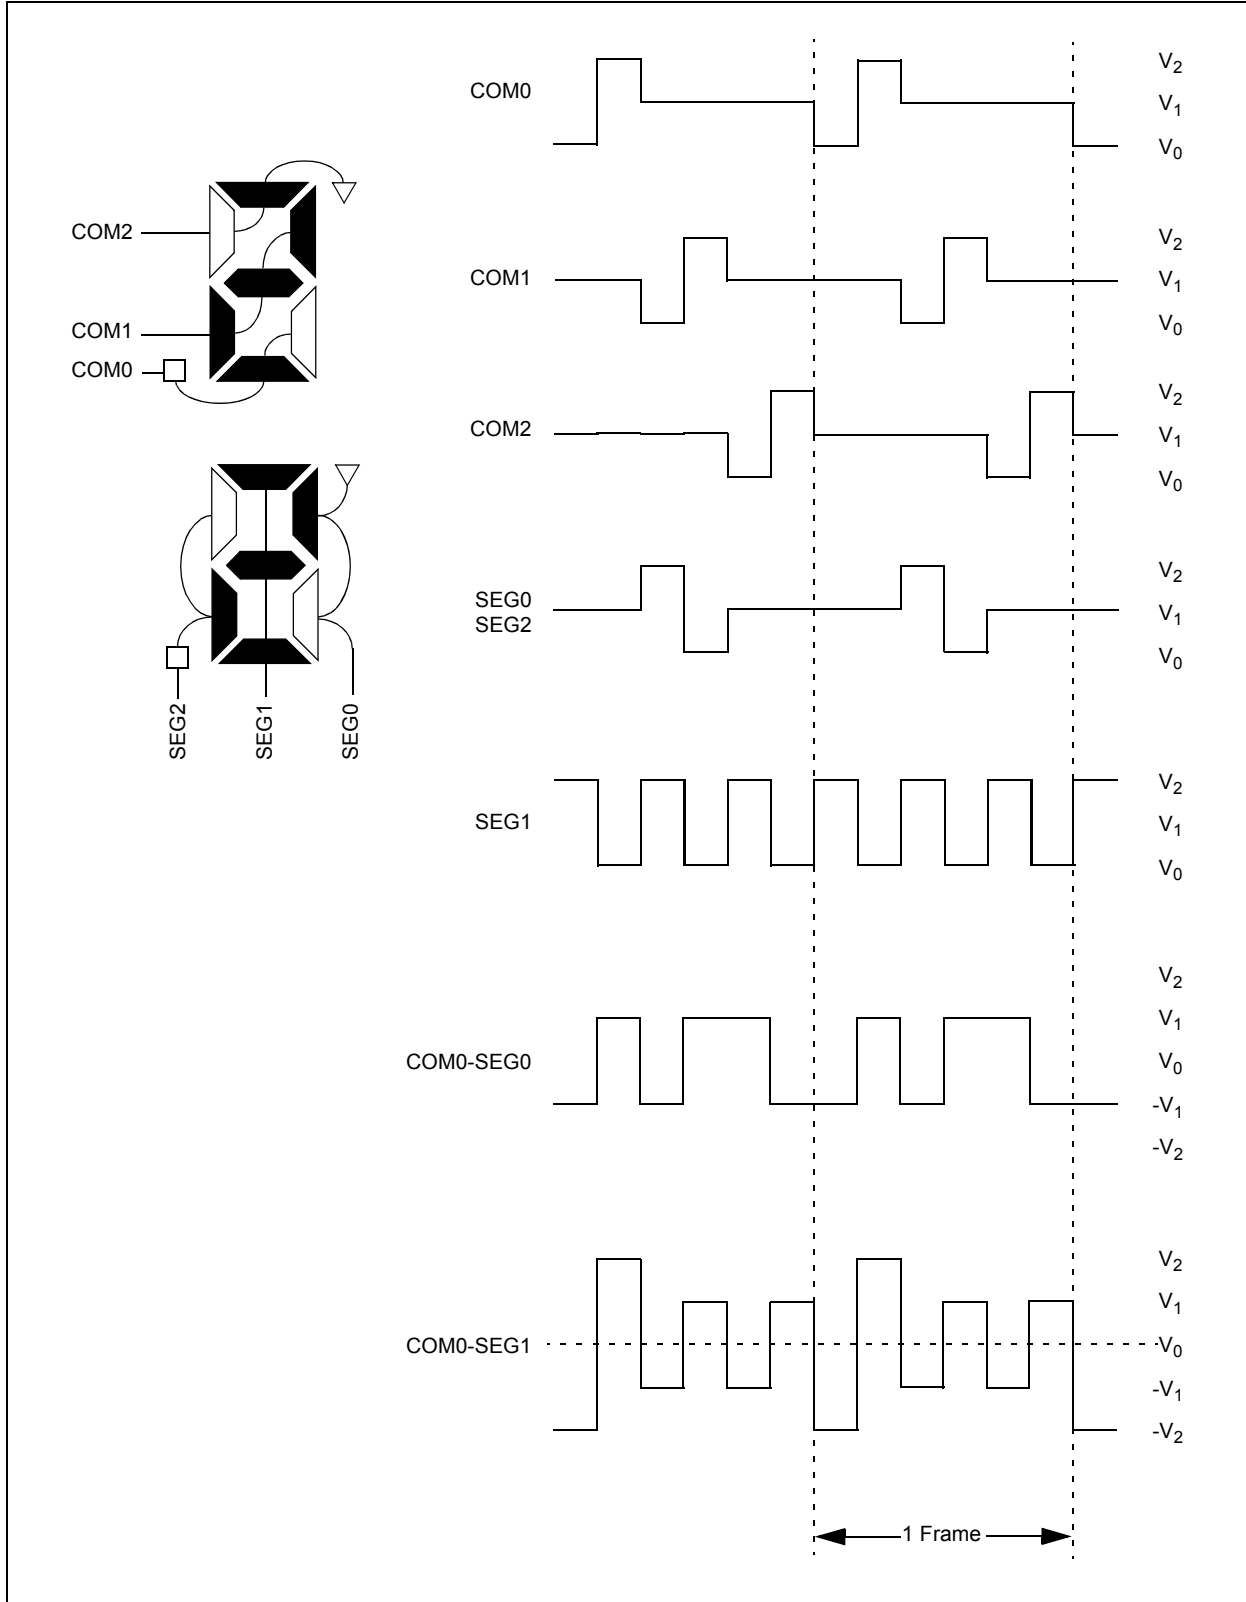 COM2
COM1
COM0
SEG2
SEG1
SEG0
COM0
V2
V1
V0
COM1
V2
V1
V0
COM2
V2
V1
V0
SEG0
SEG2
V2
V1
V0
SEG1
V2
V1
V0
COM0-SEG0
V2
V1
V0
-V1
-V2
COM0-SEG1
V2
V1
V0
-V1
-V2
1 Frame